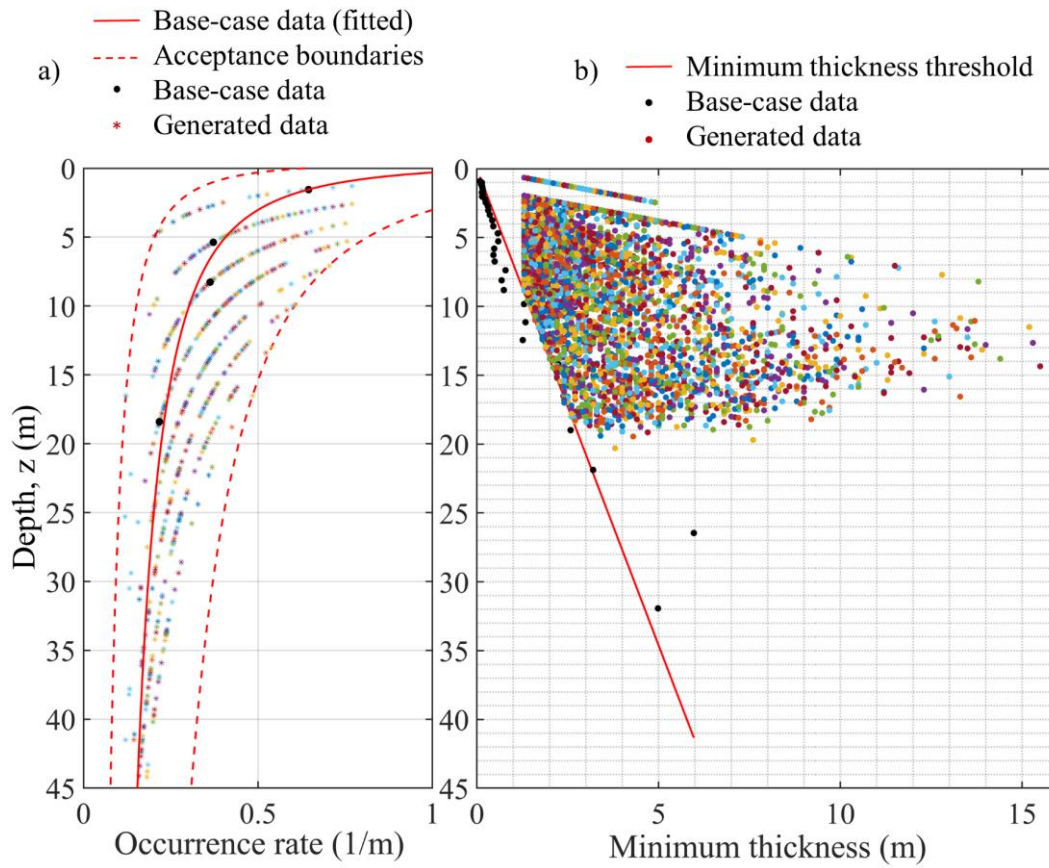 a)
Base-case data (fitted)
Acceptance boundaries
Base-case data
Generated data
b)
Minimum thickness threshold
Base-case data
Generated data
Depth, z (m)
0
5
10
15
20
25
30
35
40
45
0
0.5
1
Occurrence rate (1/m)
0
5
10
15
20
25
30
35
40
45
0
5
10
15
Minimum thickness (m)